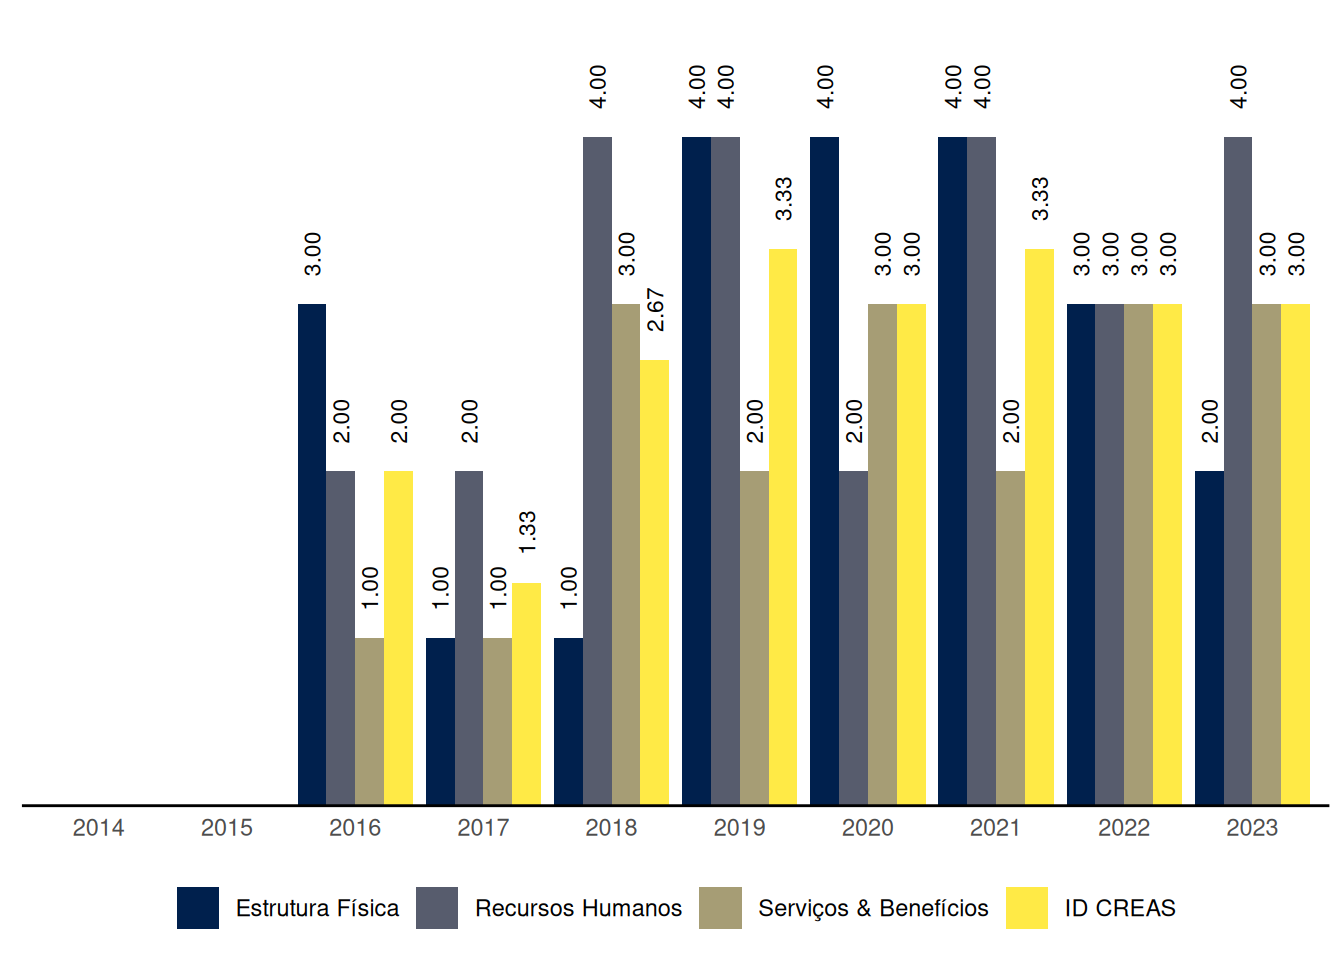 4.00 4.00 4.00 4.00 4.00 4.00 4.00
3.33 3.33
3.00 3.00 3.00 3.00 3.00 3.00 3.00 3.00 3.00 3.00
2.67
2.00 2.00 2.00 2.00 2.00 2.00 2.00
1.33
1.00 1.00 1.00 1.00
2014 2015 2016 2017 2018 2019 2020 2021 2022 2023
Estrutura Física Recursos Humanos Serviços & Benefícios ID CREAS